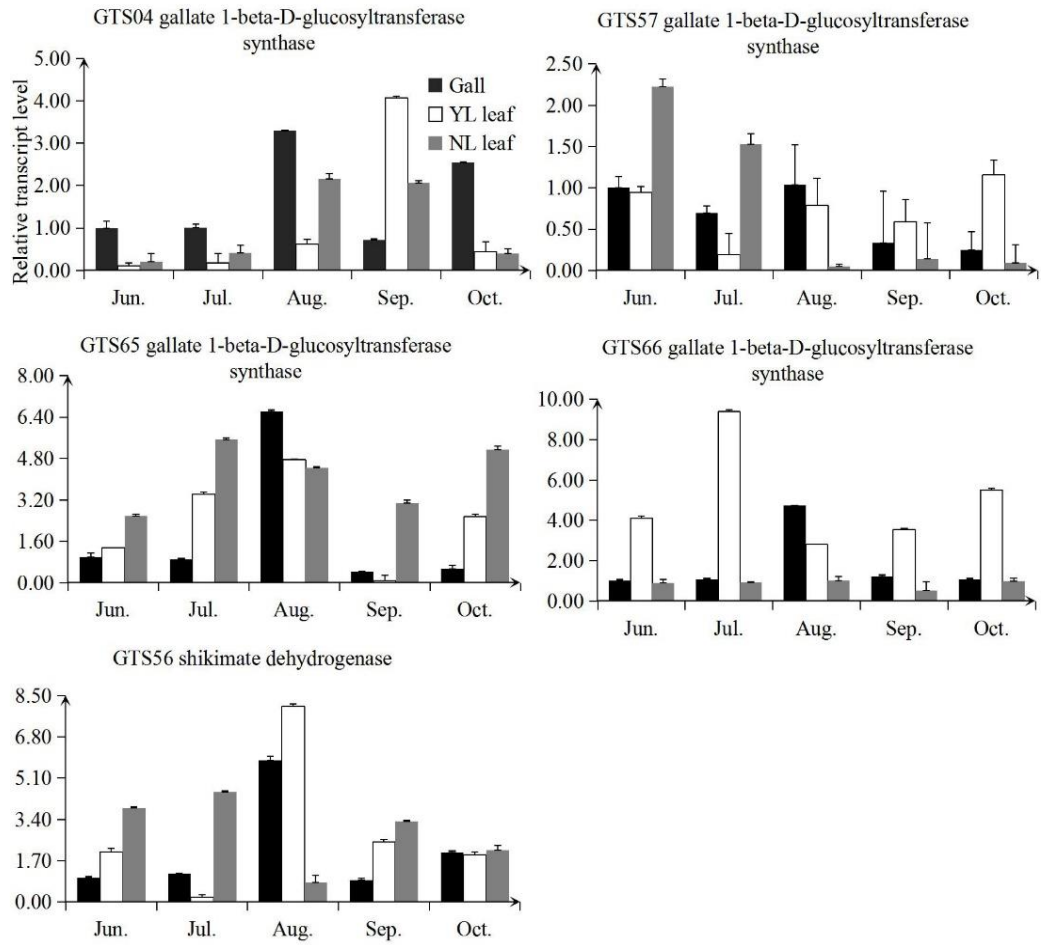 GTS04 gallate 1-beta-D-glucosyltransferase
synthase
Relative transcript level
5.00
4.00
3.00
2.00
1.00
0.00
Gall
YL leaf
NL leaf
Jun. Jul. Aug. Sep. Oct.
GTS57 gallate 1-beta-D-glucosyltransferase
synthase
2.50
2.00
1.50
1.00
0.50
0.00
Jun. Jul. Aug. Sep. Oct.
GTS65 gallate 1-beta-D-glucosyltransferase
synthase
8.00
6.40
4.80
3.20
1.60
0.00
Jun. Jul. Aug. Sep. Oct.
GTS66 gallate 1-beta-D-glucosyltransferase
synthase
10.00
8.00
6.00
4.00
2.00
0.00
Jun. Jul. Aug. Sep. Oct.
GTS56 shikimate dehydrogenase
8.50
6.80
5.10
3.40
1.70
0.00
Jun. Jul. Aug. Sep. Oct.